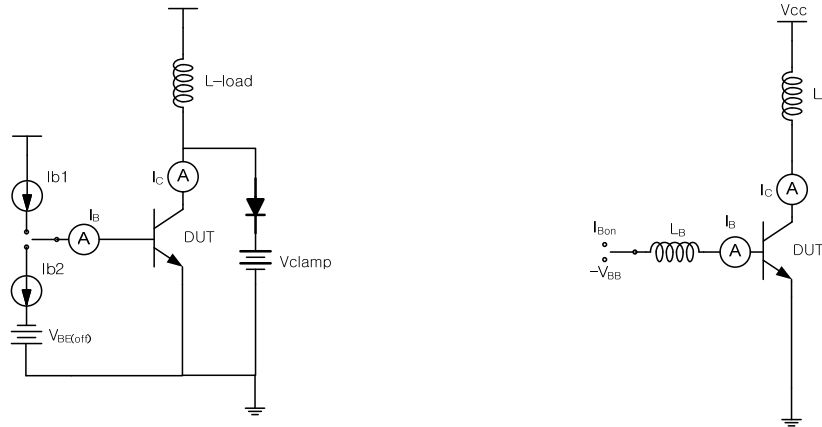 L-load
Ib1
IC
A
IB
A
DUT
Ib2
Vclamp
VBE(off)
Vcc
L
IC
A
IBon
LB
IB
A
DUT
-VBB